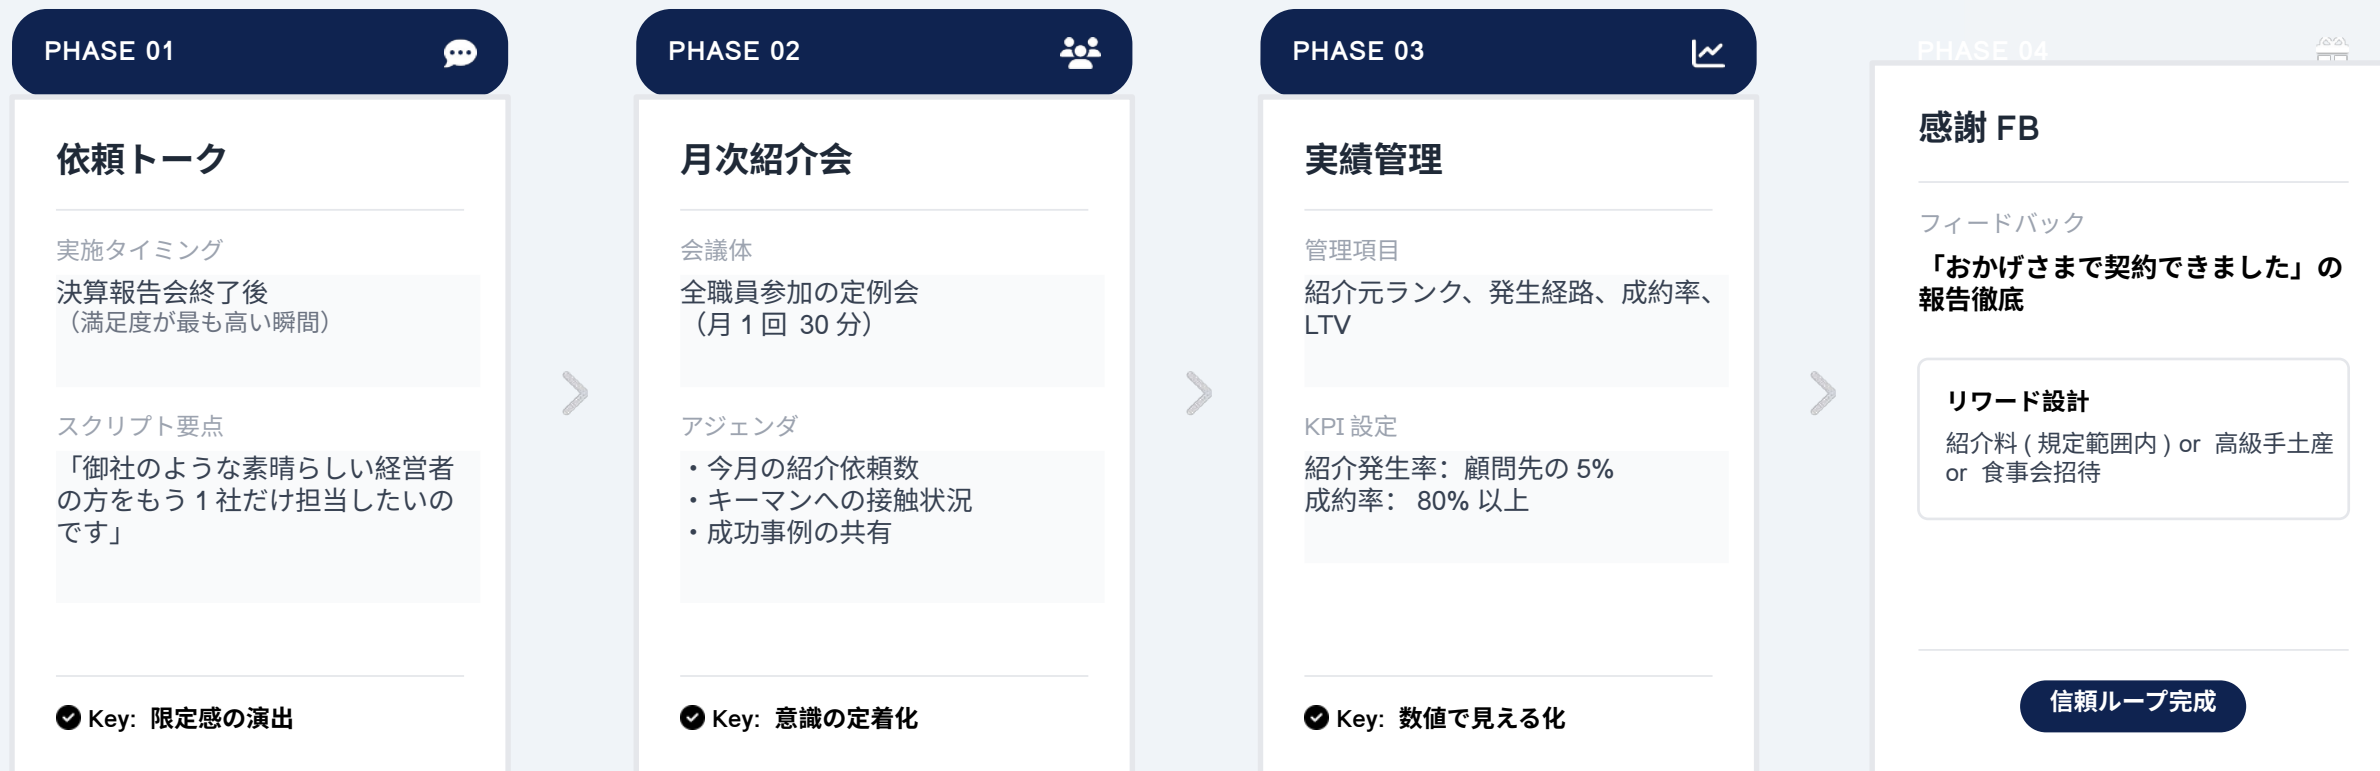 PHASE 01
依頼トーク
実施タイミング
決算報告会終了後
（満足度が最も高い瞬間）
スクリプト要点
「御社のような素晴らしい経営者
の方をもう 1 社だけ担当したいの
です」
Key: 限定感の演出
PHASE 02
月次紹介会
会議体
全職員参加の定例会
（月 1 回 30 分）
アジェンダ
・今月の紹介依頼数
・キーマンへの接触状況
・成功事例の共有
Key: 意識の定着化
PHASE 03
実績管理
管理項目
紹介元ランク、発生経路、成約率、
LTV
KPI 設定
紹介発生率：顧問先の 5%
成約率： 80% 以上
Key: 数値で見える化
PHASE 04
感謝 FB
フィードバック
「おかげさまで契約できました」の
報告徹底
リワード設計
紹介料 ( 規定範囲内 ) or 高級手土産
or 食事会招待
信頼ループ完成